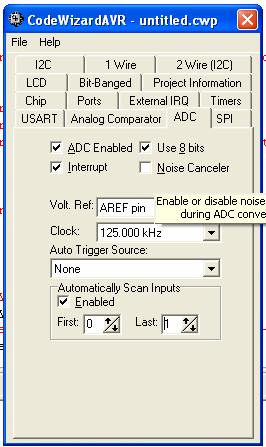 CodeWizardAVR - untitled.cwp
File Help
I2C 1 Wire 2 Wire (I2C)
LCD Bit-Banged Project Information
Chip Ports External IRQ Timers
USART Analog Comparator ADC SPI
ADC Enabled Use 8 bits
Interrupt Noise Canceler
Volt. Ref: AREF pin
Enable or disable noise
during ADC conve
Clock: 125.000 kHz
Auto Trigger Source:
None
Automatically Scan Inputs
Enabled
First: 0 Last: 1